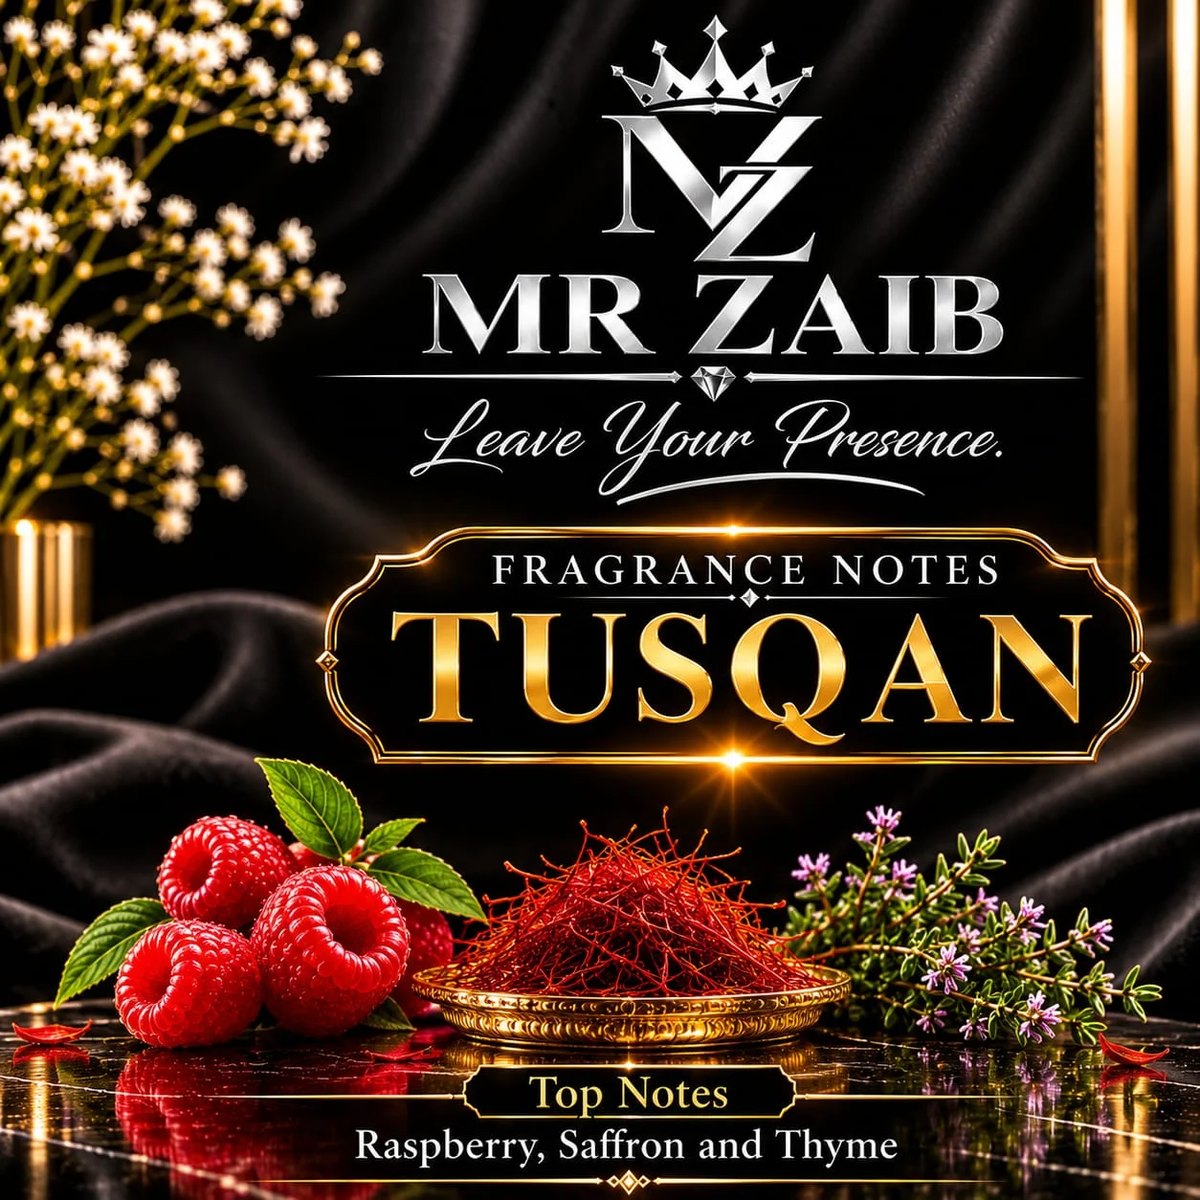 MZ
MR ZAIB
Leave Your Presence.
FRAGRANCE NOTES
TUSQAN
Top Notes
Raspberry, Saffron and Thyme